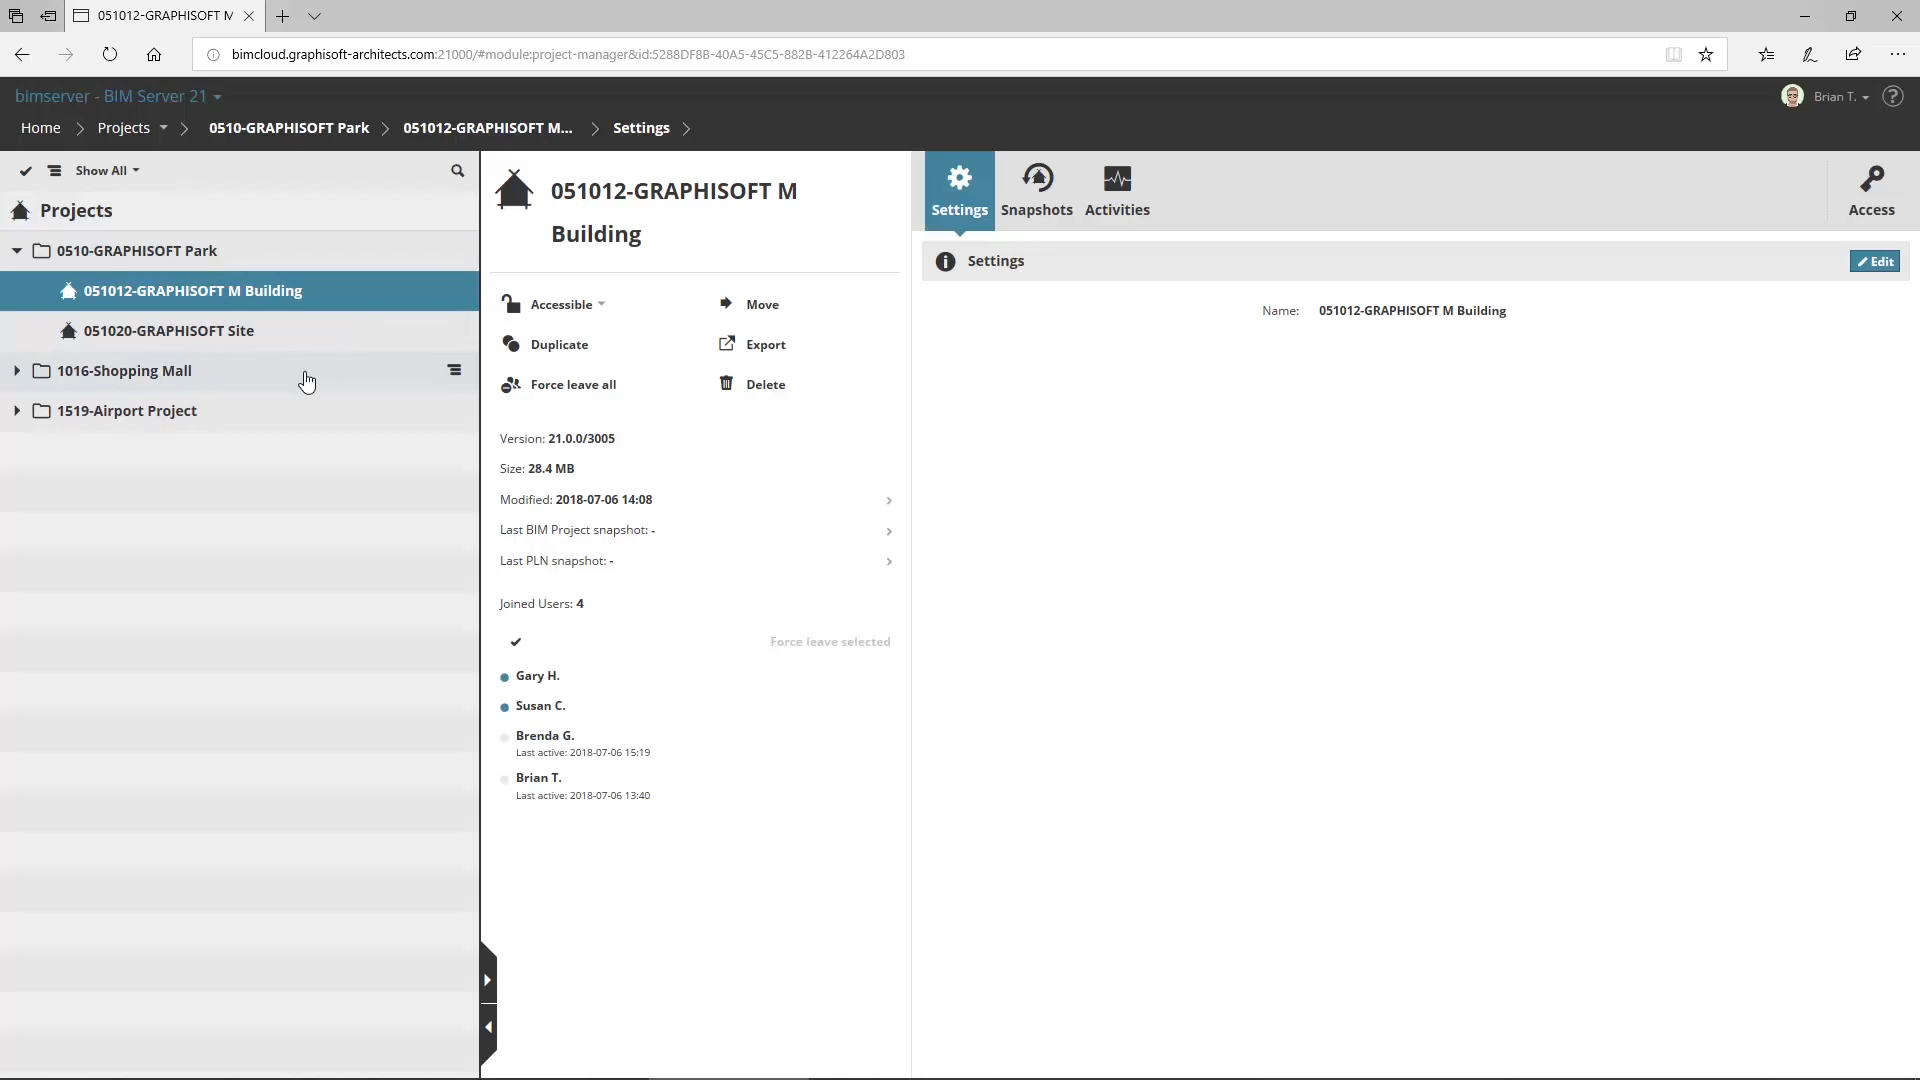 051012-GRAPHISOFT M
bimcloud.graphisoft-architects.com:21000/#module:project-manager&id:5288DF8B-40A5-45C5-882B-412264A2D803
bimserver - BIM Server 21
Brian T.
?
Home
Projects
0510-GRAPHISOFT Park
051012-GRAPHISOFT M...
Settings
Show All
Projects
0510-GRAPHISOFT Park
051012-GRAPHISOFT M Building
051020-GRAPHISOFT Site
1016-Shopping Mall
1519-Airport Project
051012-GRAPHISOFT M
Building
Accessible
Move
Duplicate
Export
Force leave all
Delete
Version: 21.0.0/3005
Size: 28.4 MB
Modified: 2018-07-06 14:08
Last BIM Project snapshot: -
Last PLN snapshot: -
Joined Users: 4
Force leave selected
Gary H.
Susan C.
Brenda G.
Last active: 2018-07-06 15:19
Brian T.
Last active: 2018-07-06 13:40
Settings
Snapshots
Activities
Access
Settings
Edit
Name: 051012-GRAPHISOFT M Building